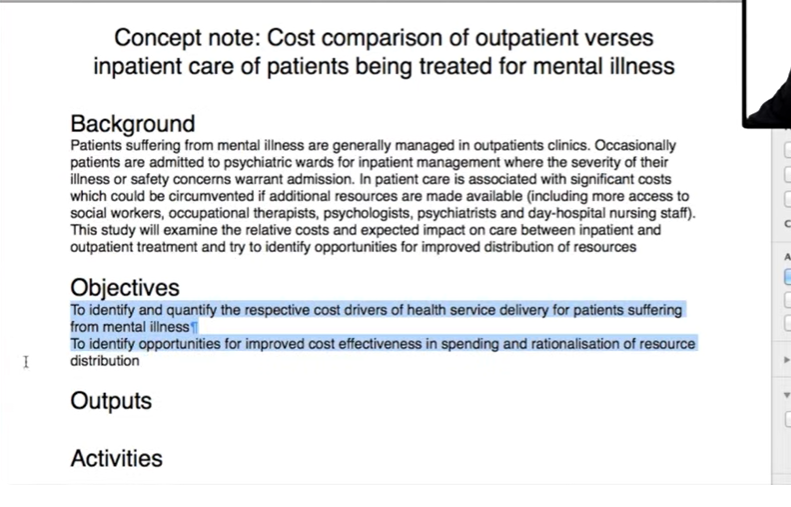 Concept note: Cost comparison of outpatient verses
inpatient care of patients being treated for mental illness
Background
Patients suffering from mental illness are generally managed in outpatients clinics. Occasionally
patients are admitted to psychiatric wards for inpatient management where the severity of their
illness or safety concerns warrant admission. In patient care is associated with significant costs
which could be circumvented if additional resources are made available (including more access to
social workers, occupational therapists, psychologists, psychiatrists and day-hospital nursing staff).
This study will examine the relative costs and expected impact on care between inpatient and
outpatient treatment and try to identify opportunities for improved distribution of resources
Objectives
To identify and quantify the respective cost drivers of health service delivery for patients suffering
from mental illness¶
To identify opportunities for improved cost effectiveness in spending and rationalisation of resource
distribution
Outputs
Activities